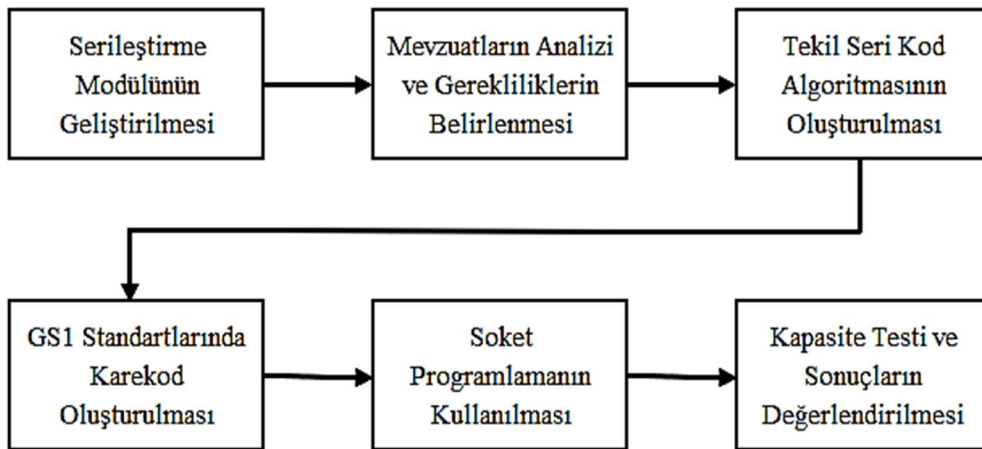 Serileştirme
Modülünün
Geliştirilmesi
Mevzuatların Analizi
ve Gerekliliklerin
Belirlenmesi
Tekil Seri Kod
Algoritmasının
Oluşturulması
GS1 Standartlarında
Karekod
Oluşturulması
Soket
Programlamanın
Kullanılması
Kapasite Testi ve
Sonuçların
Değerlendirilmesi